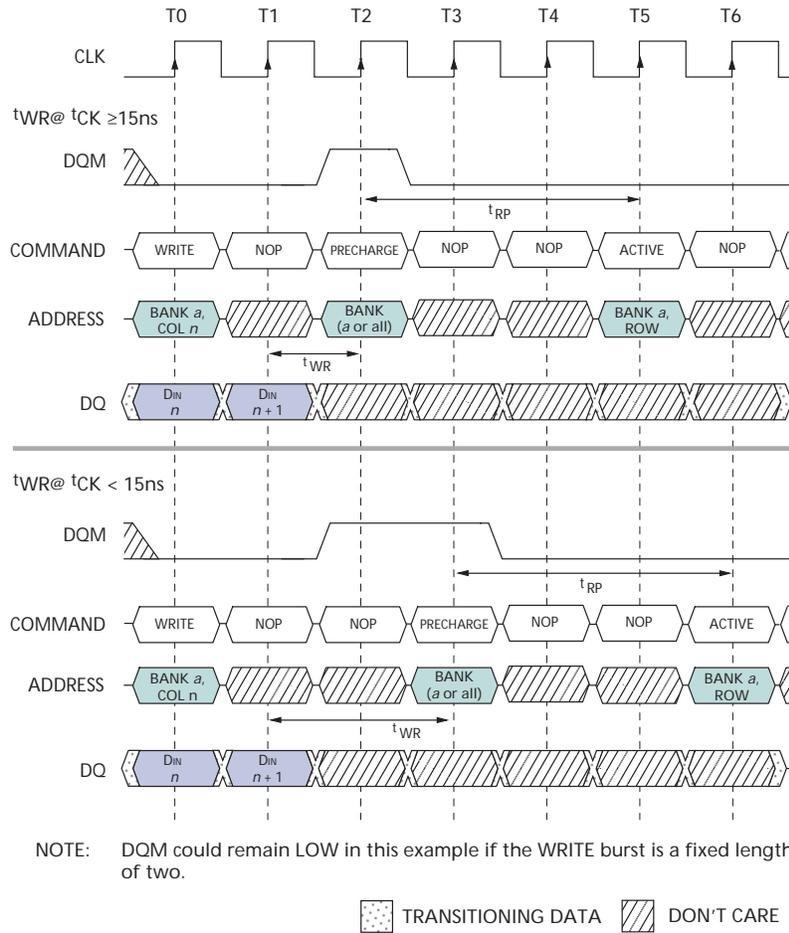 T0 T1 T2 T3 T4 T5 T6
CLK
tWR@ tCK ≥15ns
DQM
tRP
COMMAND WRITE NOP PRECHARGE NOP NOP ACTIVE NOP
ADDRESS BANK a, COL n BANK (a or all) BANK a, ROW
tWR
DQ DIN n DIN n + 1
tWR@ tCK < 15ns
DQM
tRP
COMMAND WRITE NOP NOP PRECHARGE NOP NOP ACTIVE
ADDRESS BANK a, COL n BANK (a or all) BANK a, ROW
tWR
DQ DIN n DIN n + 1
NOTE: DQM could remain LOW in this example if the WRITE burst is a fixed length
of two.
TRANSITIONING DATA DON'T CARE